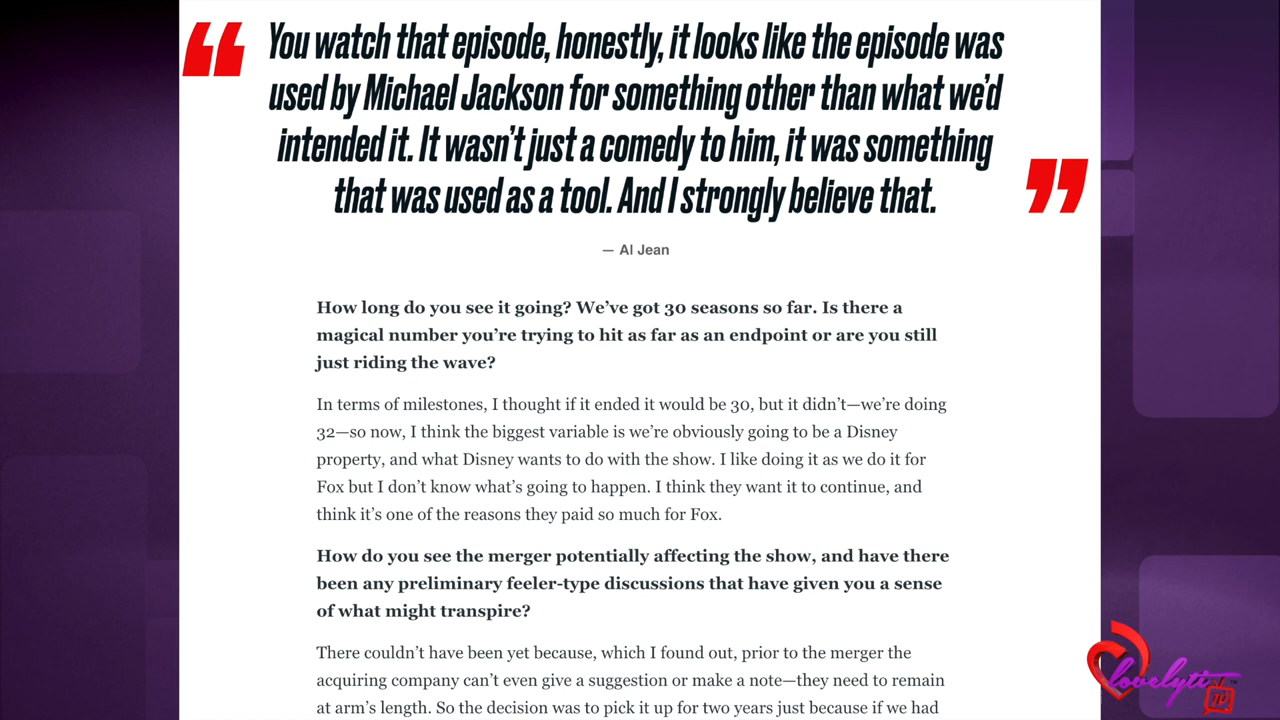 “
You watch that episode, honestly, it looks like the episode was
used by Michael Jackson for something other than what we’d
intended it. It wasn’t just a comedy to him, it was something
that was used as a tool. And I strongly believe that.
”
— Al Jean
How long do you see it going? We’ve got 30 seasons so far. Is there a
magical number you’re trying to hit as far as an endpoint or are you still
just riding the wave?
In terms of milestones, I thought if it ended it would be 30, but it didn’t—we’re doing
32—so now, I think the biggest variable is we’re obviously going to be a Disney
property, and what Disney wants to do with the show. I like doing it as we do it for
Fox but I don’t know what’s going to happen. I think they want it to continue, and
think it’s one of the reasons they paid so much for Fox.
How do you see the merger potentially affecting the show, and have there
been any preliminary feeler-type discussions that have given you a sense
of what might transpire?
There couldn’t have been yet because, which I found out, prior to the merger the
acquiring company can’t even give a suggestion or make a note—they need to remain
at arm’s length. So the decision was to pick it up for two years just because if we had
lovelyti
TV